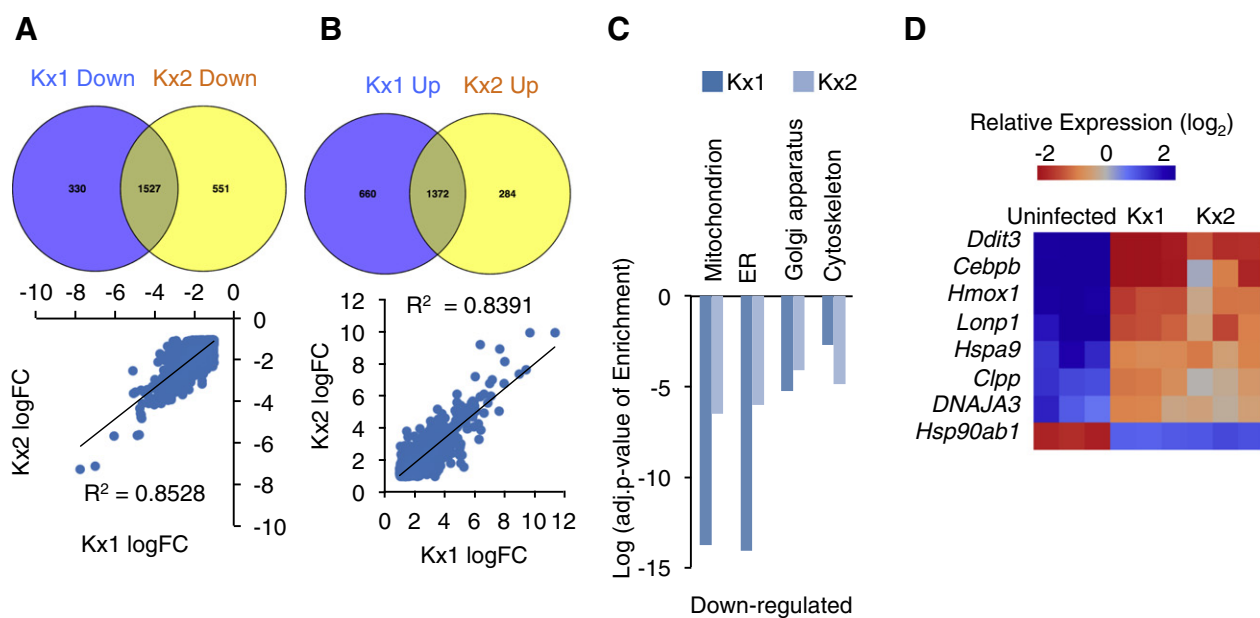 A
Kx1 Down Kx2 Down
330 1527 551
-10 -8 -6 -4 -2 0
0
-2
-4
-6
-8
-10
Kx2 logFC
R2 = 0.8528
Kx1 logFC
B
Kx1 Up Kx2 Up
660 1372 284
R2 = 0.8391
12
10
8
6
4
2
0
Kx2 logFC
0 2 4 6 8 10 12
Kx1 logFC
C
Kx1 Kx2
Mitochondrion
ER
Golgi apparatus
Cytoskeleton
0
-5
-10
-15
Log (adj.p-value of Enrichment)
Down-regulated
D
Relative Expression (log2)
-2 0 2
Uninfected Kx1 Kx2
Ddit3
Cebpb
Hmox1
Lonp1
Hspa9
Clpp
DNAJA3
Hsp90ab1